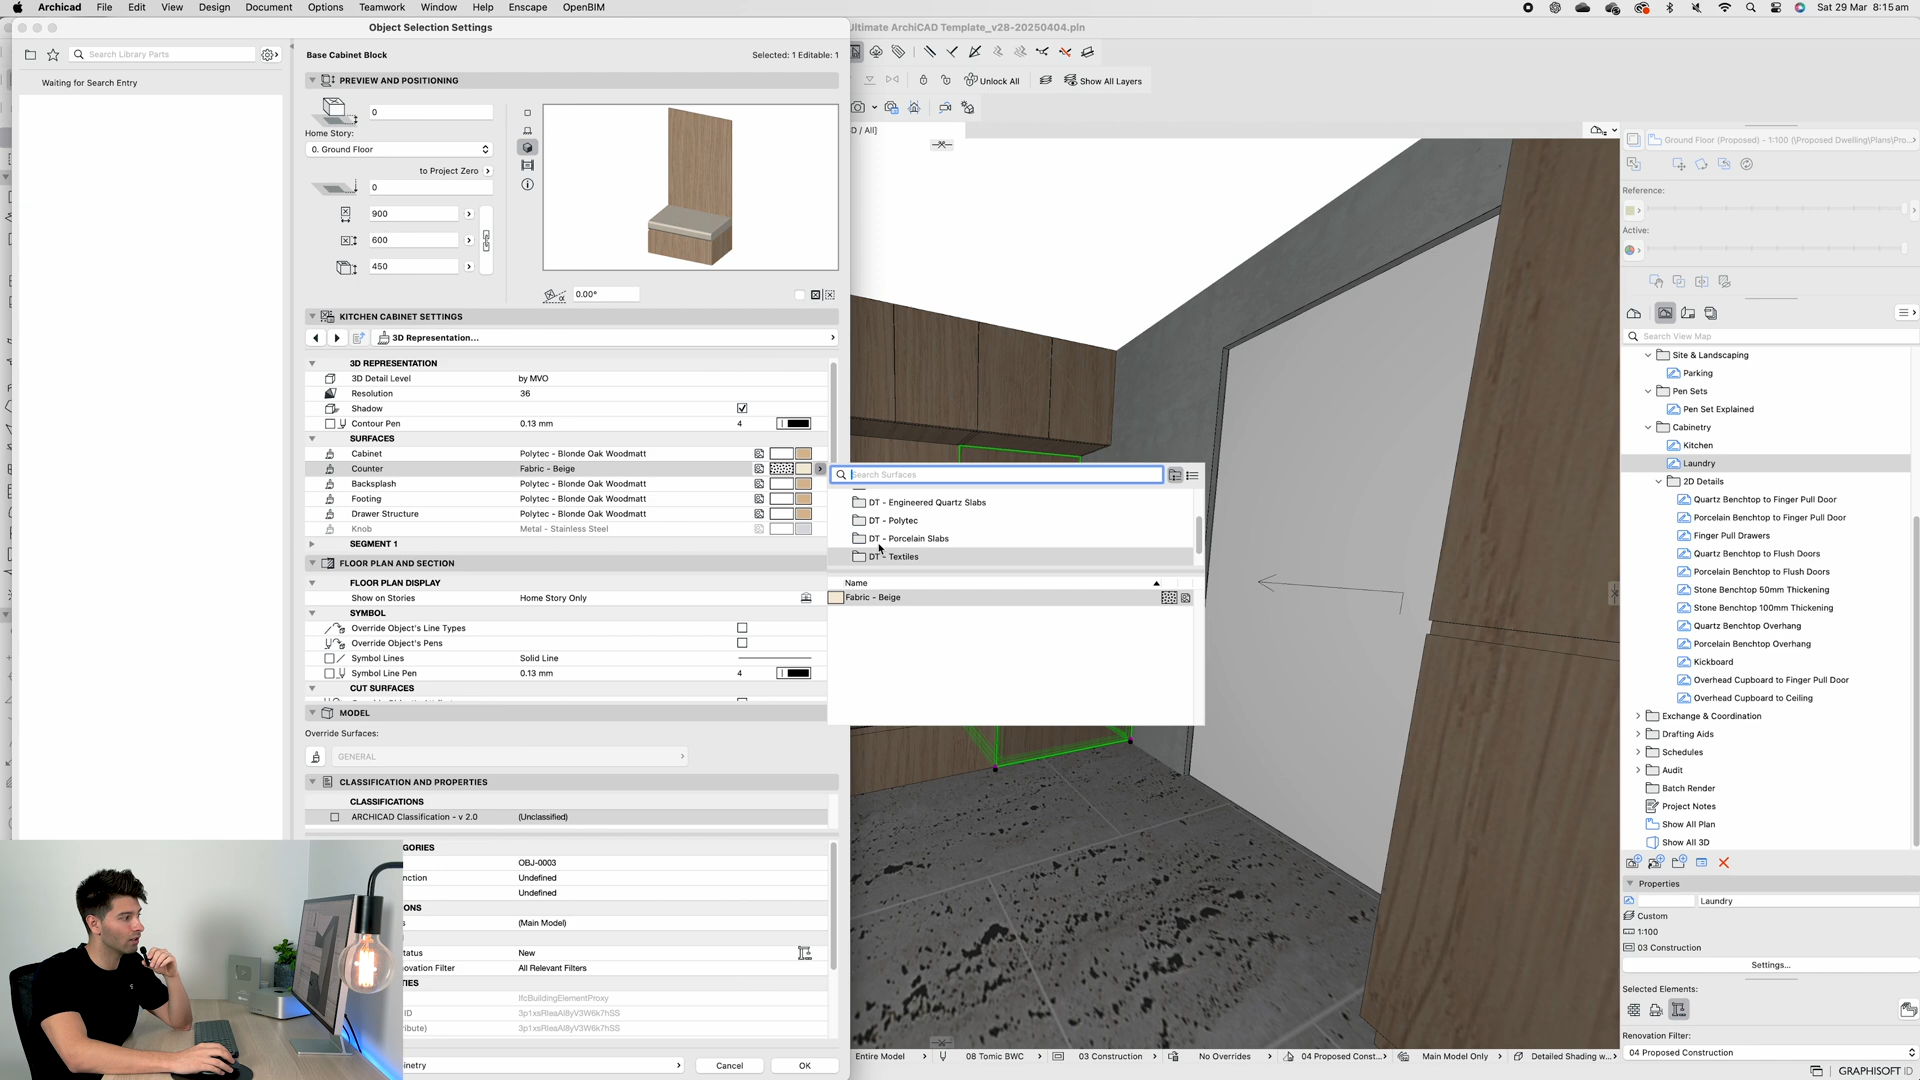 Archicad File Edit View Design Document Options Teamwork Window Help Enscape OpenBIM Sat 29 Mar 8:15 am
Object Selection Settings
Ultimate ArchiCAD Template_v28-20250404.pln
Search Library Parts
Waiting for Search Entry
Base Cabinet Block
Selected: 1 Editable: 1
PREVIEW AND POSITIONING
0
Home Story:
0. Ground Floor
to Project Zero
0
900
600
450
0.00°
KITCHEN CABINET SETTINGS
3D Representation...
3D REPRESENTATION
3D Detail Level by MVO
Resolution 36
Shadow
Contour Pen 0.13 mm 4
SURFACES
Cabinet Polytec - Blonde Oak Woodmatt
Counter Fabric - Beige
Backsplash Polytec - Blonde Oak Woodmatt
Footing Polytec - Blonde Oak Woodmatt
Drawer Structure Polytec - Blonde Oak Woodmatt
Knob Metal - Stainless Steel
SEGMENT 1
FLOOR PLAN AND SECTION
FLOOR PLAN DISPLAY
Show on Stories Home Story Only
SYMBOL
Override Object's Line Types
Override Object's Pens
Symbol Lines Solid Line
Symbol Line Pen 0.13 mm 4
CUT SURFACES
MODEL
Override Surfaces:
GENERAL
CLASSIFICATION AND PROPERTIES
CLASSIFICATIONS
ARCHICAD Classification - v 2.0 (Unclassified)
GORIES
OBJ-0003
nction Undefined
Undefined
ONS
s (Main Model)
tatus New
ovation Filter All Relevant Filters
TIES
IfcBuildingElementProxy
ID 3p1xsRleaAl8yV3W6k7hSS
ribute) 3p1xsRleaAl8yV3W6k7hSS
inetry
Cancel
OK
Unlock All
Show All Layers
D / All]
Search Surfaces
DT - Engineered Quartz Slabs
DT - Polytec
DT - Porcelain Slabs
DT - Textiles
Name
Fabric - Beige
Ground Floor (Proposed) - 1:100 (\Proposed Dwelling\Plans\Pro...
Reference:
Active:
Search View Map
Site & Landscaping
Parking
Pen Sets
Pen Set Explained
Cabinetry
Kitchen
Laundry
2D Details
Quartz Benchtop to Finger Pull Door
Porcelain Benchtop to Finger Pull Door
Finger Pull Drawers
Quartz Benchtop to Flush Doors
Porcelain Benchtop to Flush Doors
Stone Benchtop 50mm Thickening
Stone Benchtop 100mm Thickening
Quartz Benchtop Overhang
Porcelain Benchtop Overhang
Kickboard
Overhead Cupboard to Finger Pull Door
Overhead Cupboard to Ceiling
Exchange & Coordination
Drafting Aids
Schedules
Audit
Batch Render
Project Notes
Show All Plan
Show All 3D
Properties
Laundry
Custom
1:100
03 Construction
Settings...
Selected Elements:
Renovation Filter:
04 Proposed Construction
Entire Model 08 Tomic BWC 03 Construction No Overrides 04 Proposed Const... Main Model Only Detailed Shading w...
GRAPHISOFT ID